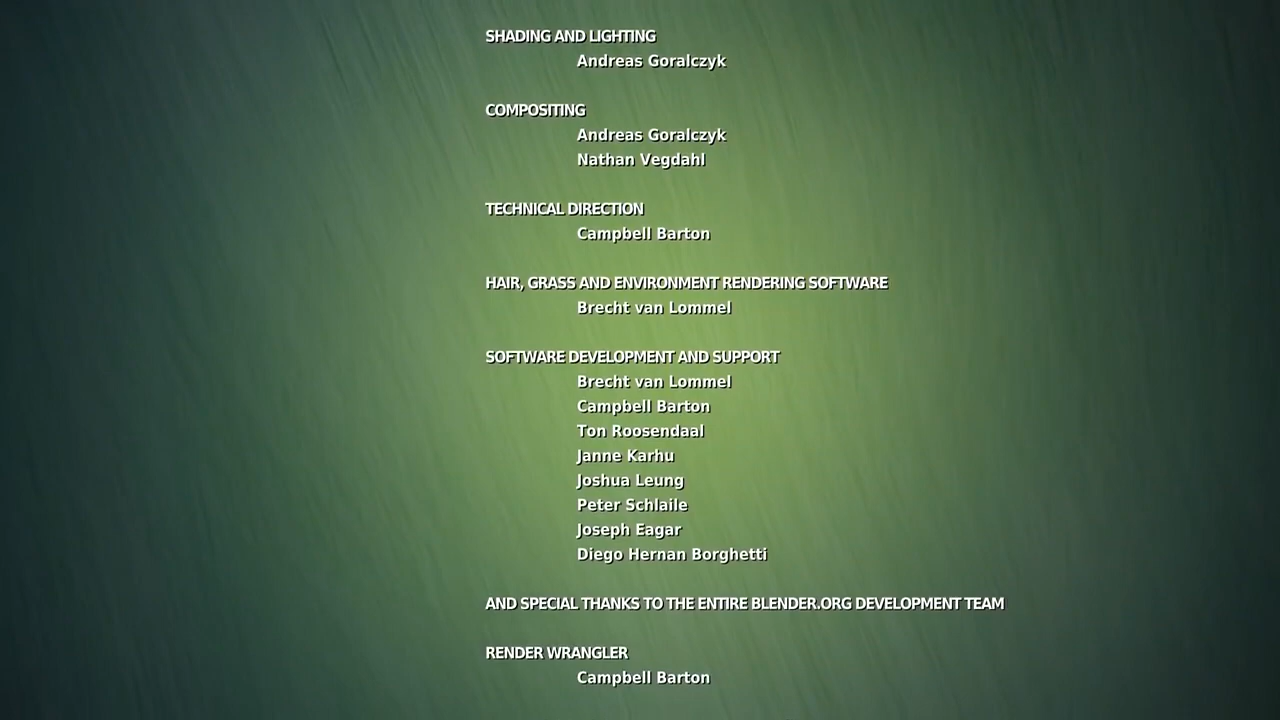 SHADING AND LIGHTING
Andreas Goralczyk
COMPOSITING
Andreas Goralczyk
Nathan Vegdahl
TECHNICAL DIRECTION
Campbell Barton
HAIR, GRASS AND ENVIRONMENT RENDERING SOFTWARE
Brecht van Lommel
SOFTWARE DEVELOPMENT AND SUPPORT
Brecht van Lommel
Campbell Barton
Ton Roosendaal
Janne Karhu
Joshua Leung
Peter Schlaile
Joseph Eagar
Diego Hernan Borghetti
AND SPECIAL THANKS TO THE ENTIRE BLENDER.ORG DEVELOPMENT TEAM
RENDER WRANGLER
Campbell Barton